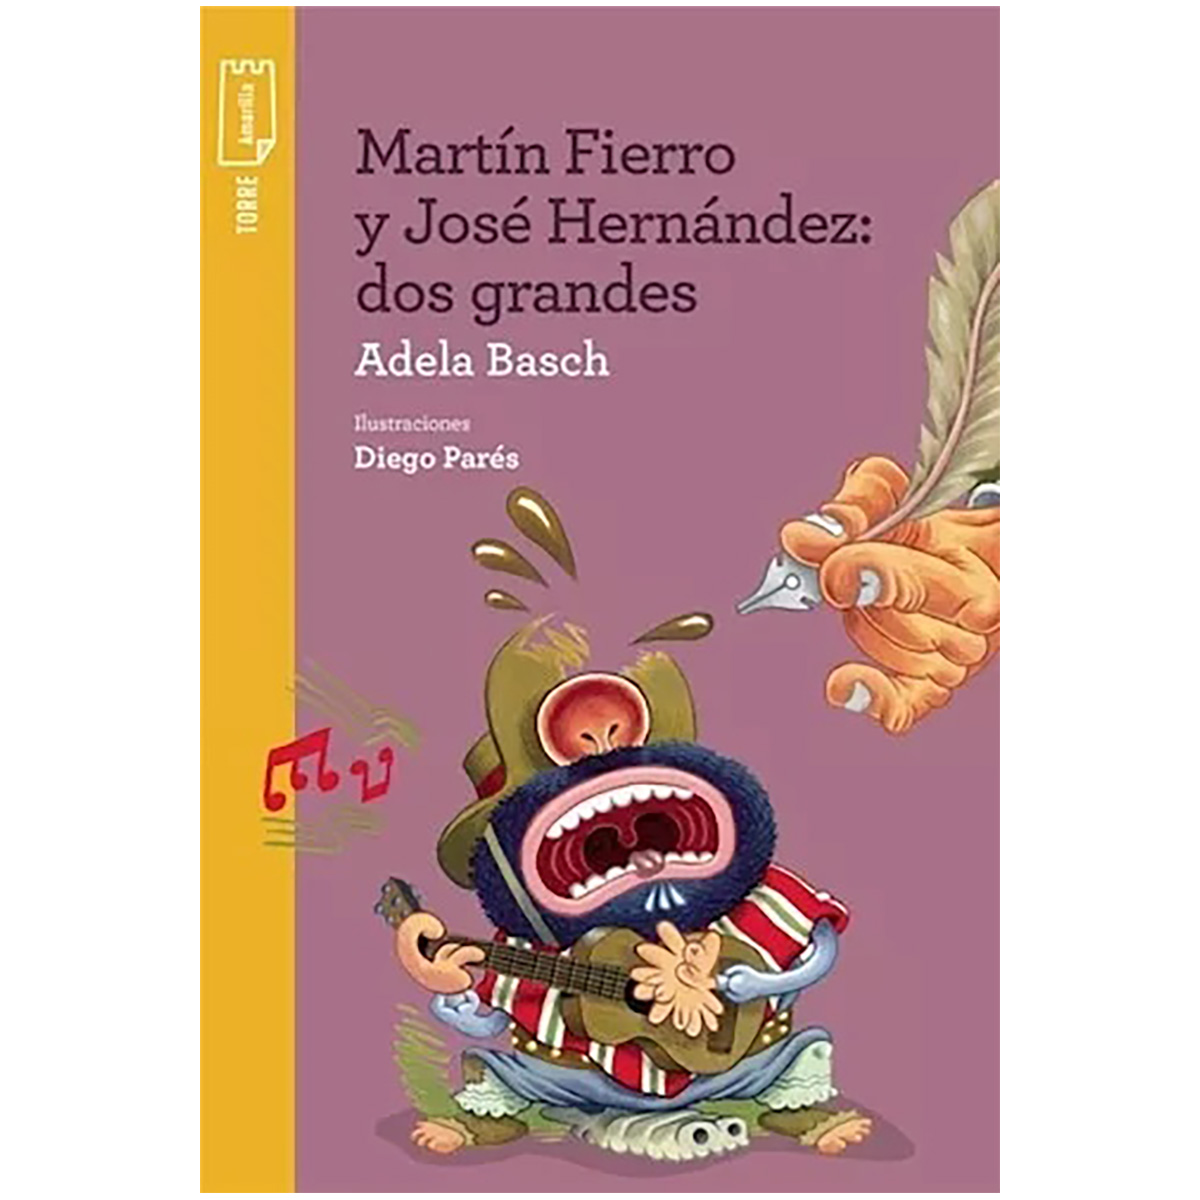 Amarilla
TORRE
Martín Fierro
y José Hernández:
dos grandes
Adela Basch
Ilustraciones
Diego Parés